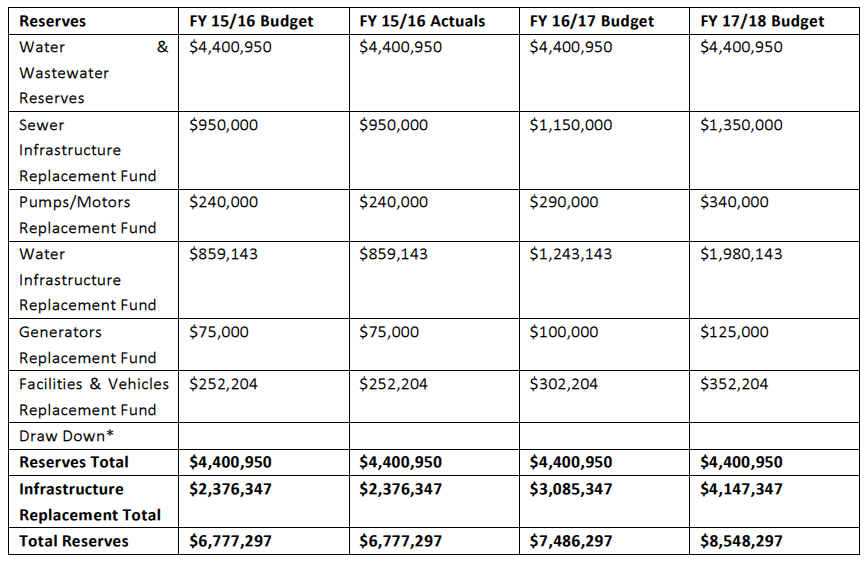 Reserves FY 15/16 Budget FY 15/16 Actuals FY 16/17 Budget FY 17/18 Budget
Water & $4,400,950 $4,400,950 $4,400,950 $4,400,950
Wastewater
Reserves
Sewer $950,000 $950,000 $1,150,000 $1,350,000
Infrastructure
Replacement Fund
Pumps/Motors $240,000 $240,000 $290,000 $340,000
Replacement Fund
Water $859,143 $859,143 $1,243,143 $1,980,143
Infrastructure
Replacement Fund
Generators $75,000 $75,000 $100,000 $125,000
Replacement Fund
Facilities & Vehicles $252,204 $252,204 $302,204 $352,204
Replacement Fund
Draw Down*
Reserves Total $4,400,950 $4,400,950 $4,400,950 $4,400,950
Infrastructure $2,376,347 $2,376,347 $3,085,347 $4,147,347
Replacement Total
Total Reserves $6,777,297 $6,777,297 $7,486,297 $8,548,297